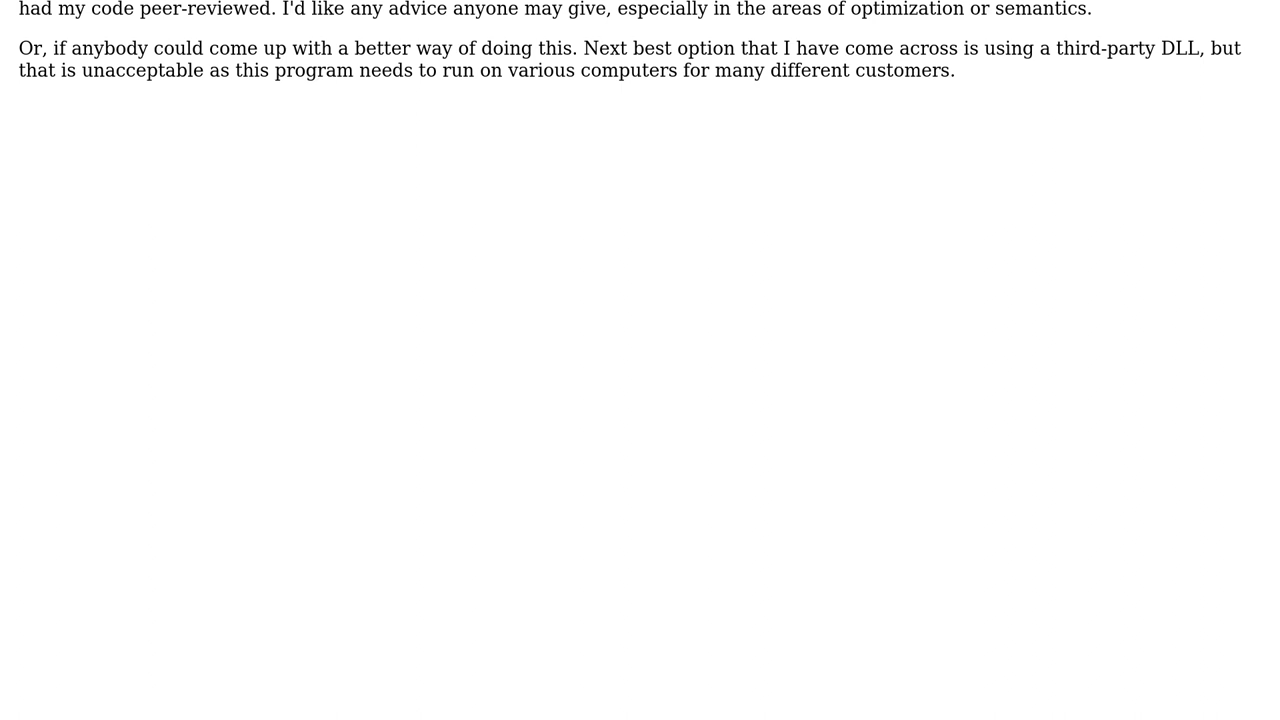 had my code peer-reviewed. I'd like any advice anyone may give, especially in the areas of optimization or semantics.
Or, if anybody could come up with a better way of doing this. Next best option that I have come across is using a third-party DLL, but
that is unacceptable as this program needs to run on various computers for many different customers.